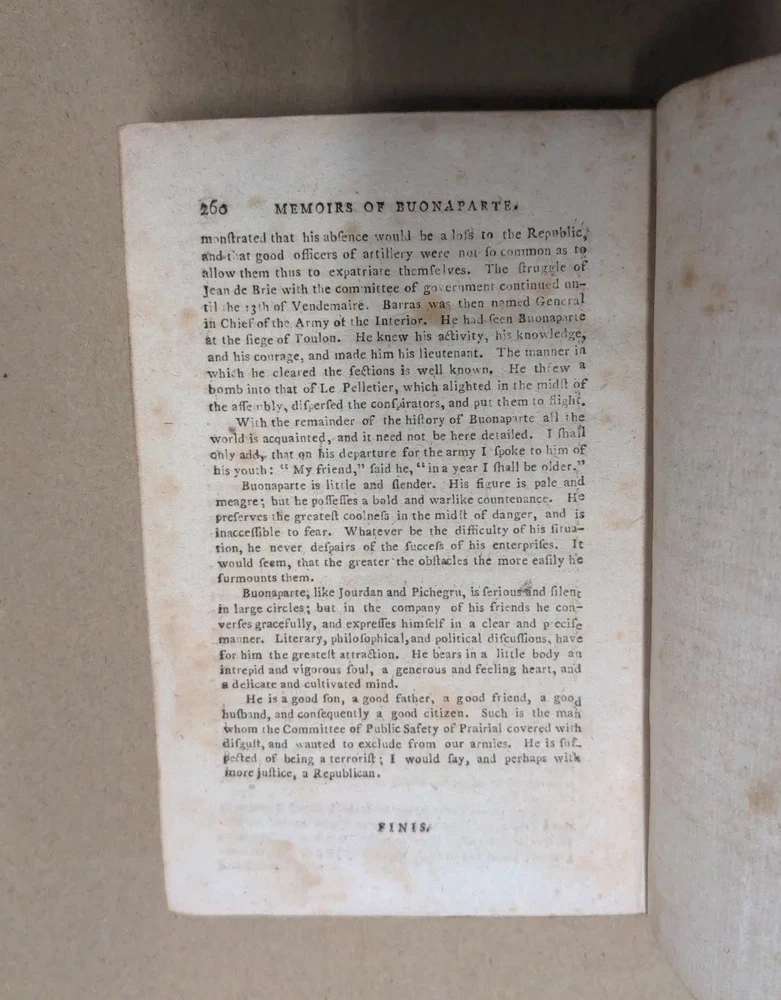 260 MEMOIRS OF BUONAPARTE.
monſtrated that his abſence would be a loſs to the Republic,
and that good officers of artillery were not ſo common as to
allow them thus to expatriate themſelves. The ſtruggle of
Jean de Brie with the committee of government continued un-
til the 13th of Vendemaire. Barras was then named General
in Chief of the Army of the Interior. He had ſeen Buonaparte
at the ſiege of Toulon. He knew his activity, his knowledge,
and his courage, and made him his lieutenant. The manner in
which he cleared the ſections is well known. He threw a
bomb into that of Le Pelletier, which alighted in the midſt of
the aſſembly, diſperſed the conſpirators, and put them to flight.
With the remainder of the hiſtory of Buonaparte all the
world is acquainted, and it need not be here detailed. I ſhall
only add, that on his departure for the army I ſpoke to him of
his youth: “ My friend,” ſaid he, “in a year I ſhall be older.”
Buonaparte is little and ſlender. His figure is pale and
meagre; but he poſſeſſes a bold and warlike countenance. He
preſerves the greateſt coolneſs in the midſt of danger, and is
inacceſſible to fear. Whatever be the difficulty of his ſitua-
tion, he never deſpairs of the ſucceſs of his enterpriſes. It
would ſeem, that the greater the obſtacles the more eaſily he
ſurmounts them.
Buonaparte, like Jourdan and Pichegru, is ſerious and ſilent
in large circles; but in the company of his friends he con-
verſes gracefully, and expreſſes himſelf in a clear and preciſe
manner. Literary, philoſophical, and political diſcuſſions, have
for him the greateſt attraction. He bears in a little body an
intrepid and vigorous ſoul, a generous and feeling heart, and
a delicate and cultivated mind.
He is a good ſon, a good father, a good friend, a good
huſband, and conſequently a good citizen. Such is the man
whom the Committee of Public Safety of Prairial covered with
diſguſt, and wanted to exclude from our armies. He is ſuſ-
pected of being a terroriſt; I would ſay, and perhaps with
more juſtice, a Republican.
FINIS.